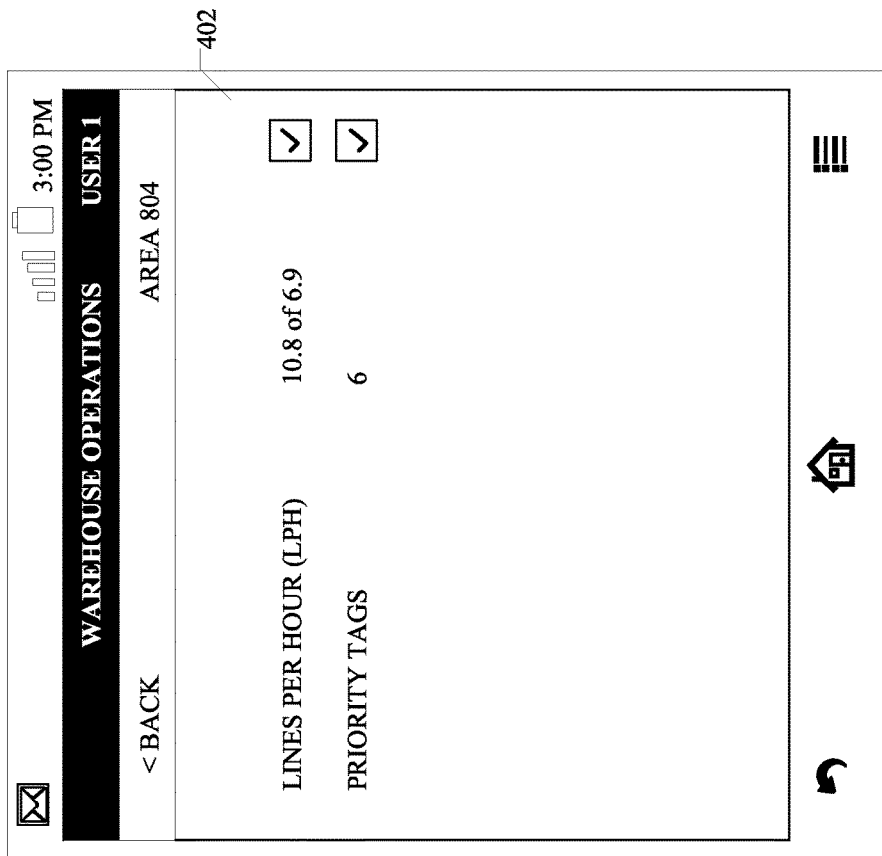 3:00 PM
WAREHOUSE OPERATIONS USER 1
< BACK AREA 804
402
LINES PER HOUR (LPH) 10.8 of 6.9
PRIORITY TAGS 6